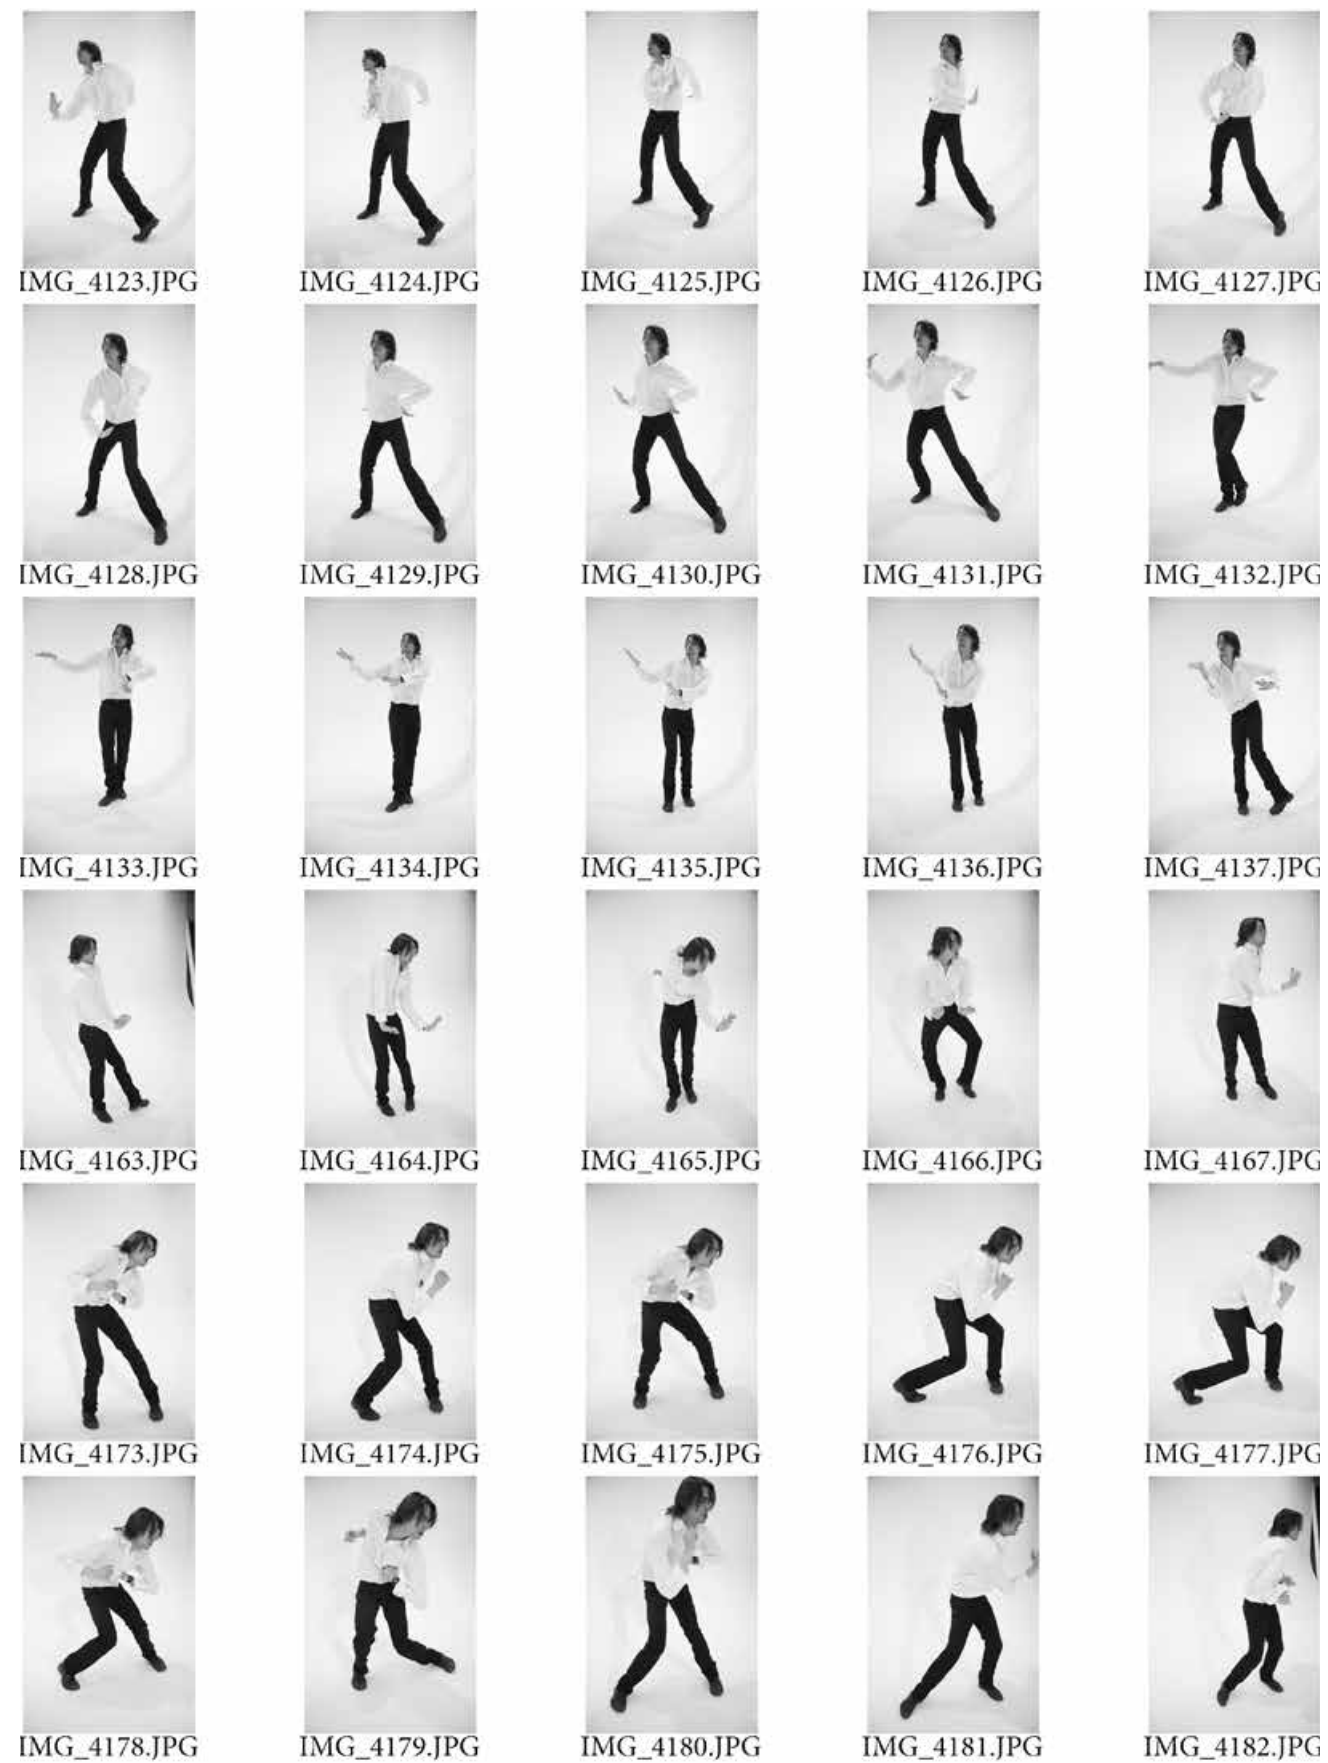 IMG_4123.JPG IMG_4124.JPG IMG_4125.JPG IMG_4126.JPG IMG_4127.JPG
IMG_4128.JPG IMG_4129.JPG IMG_4130.JPG IMG_4131.JPG IMG_4132.JPG
IMG_4133.JPG IMG_4134.JPG IMG_4135.JPG IMG_4136.JPG IMG_4137.JPG
IMG_4163.JPG IMG_4164.JPG IMG_4165.JPG IMG_4166.JPG IMG_4167.JPG
IMG_4173.JPG IMG_4174.JPG IMG_4175.JPG IMG_4176.JPG IMG_4177.JPG
IMG_4178.JPG IMG_4179.JPG IMG_4180.JPG IMG_4181.JPG IMG_4182.JPG